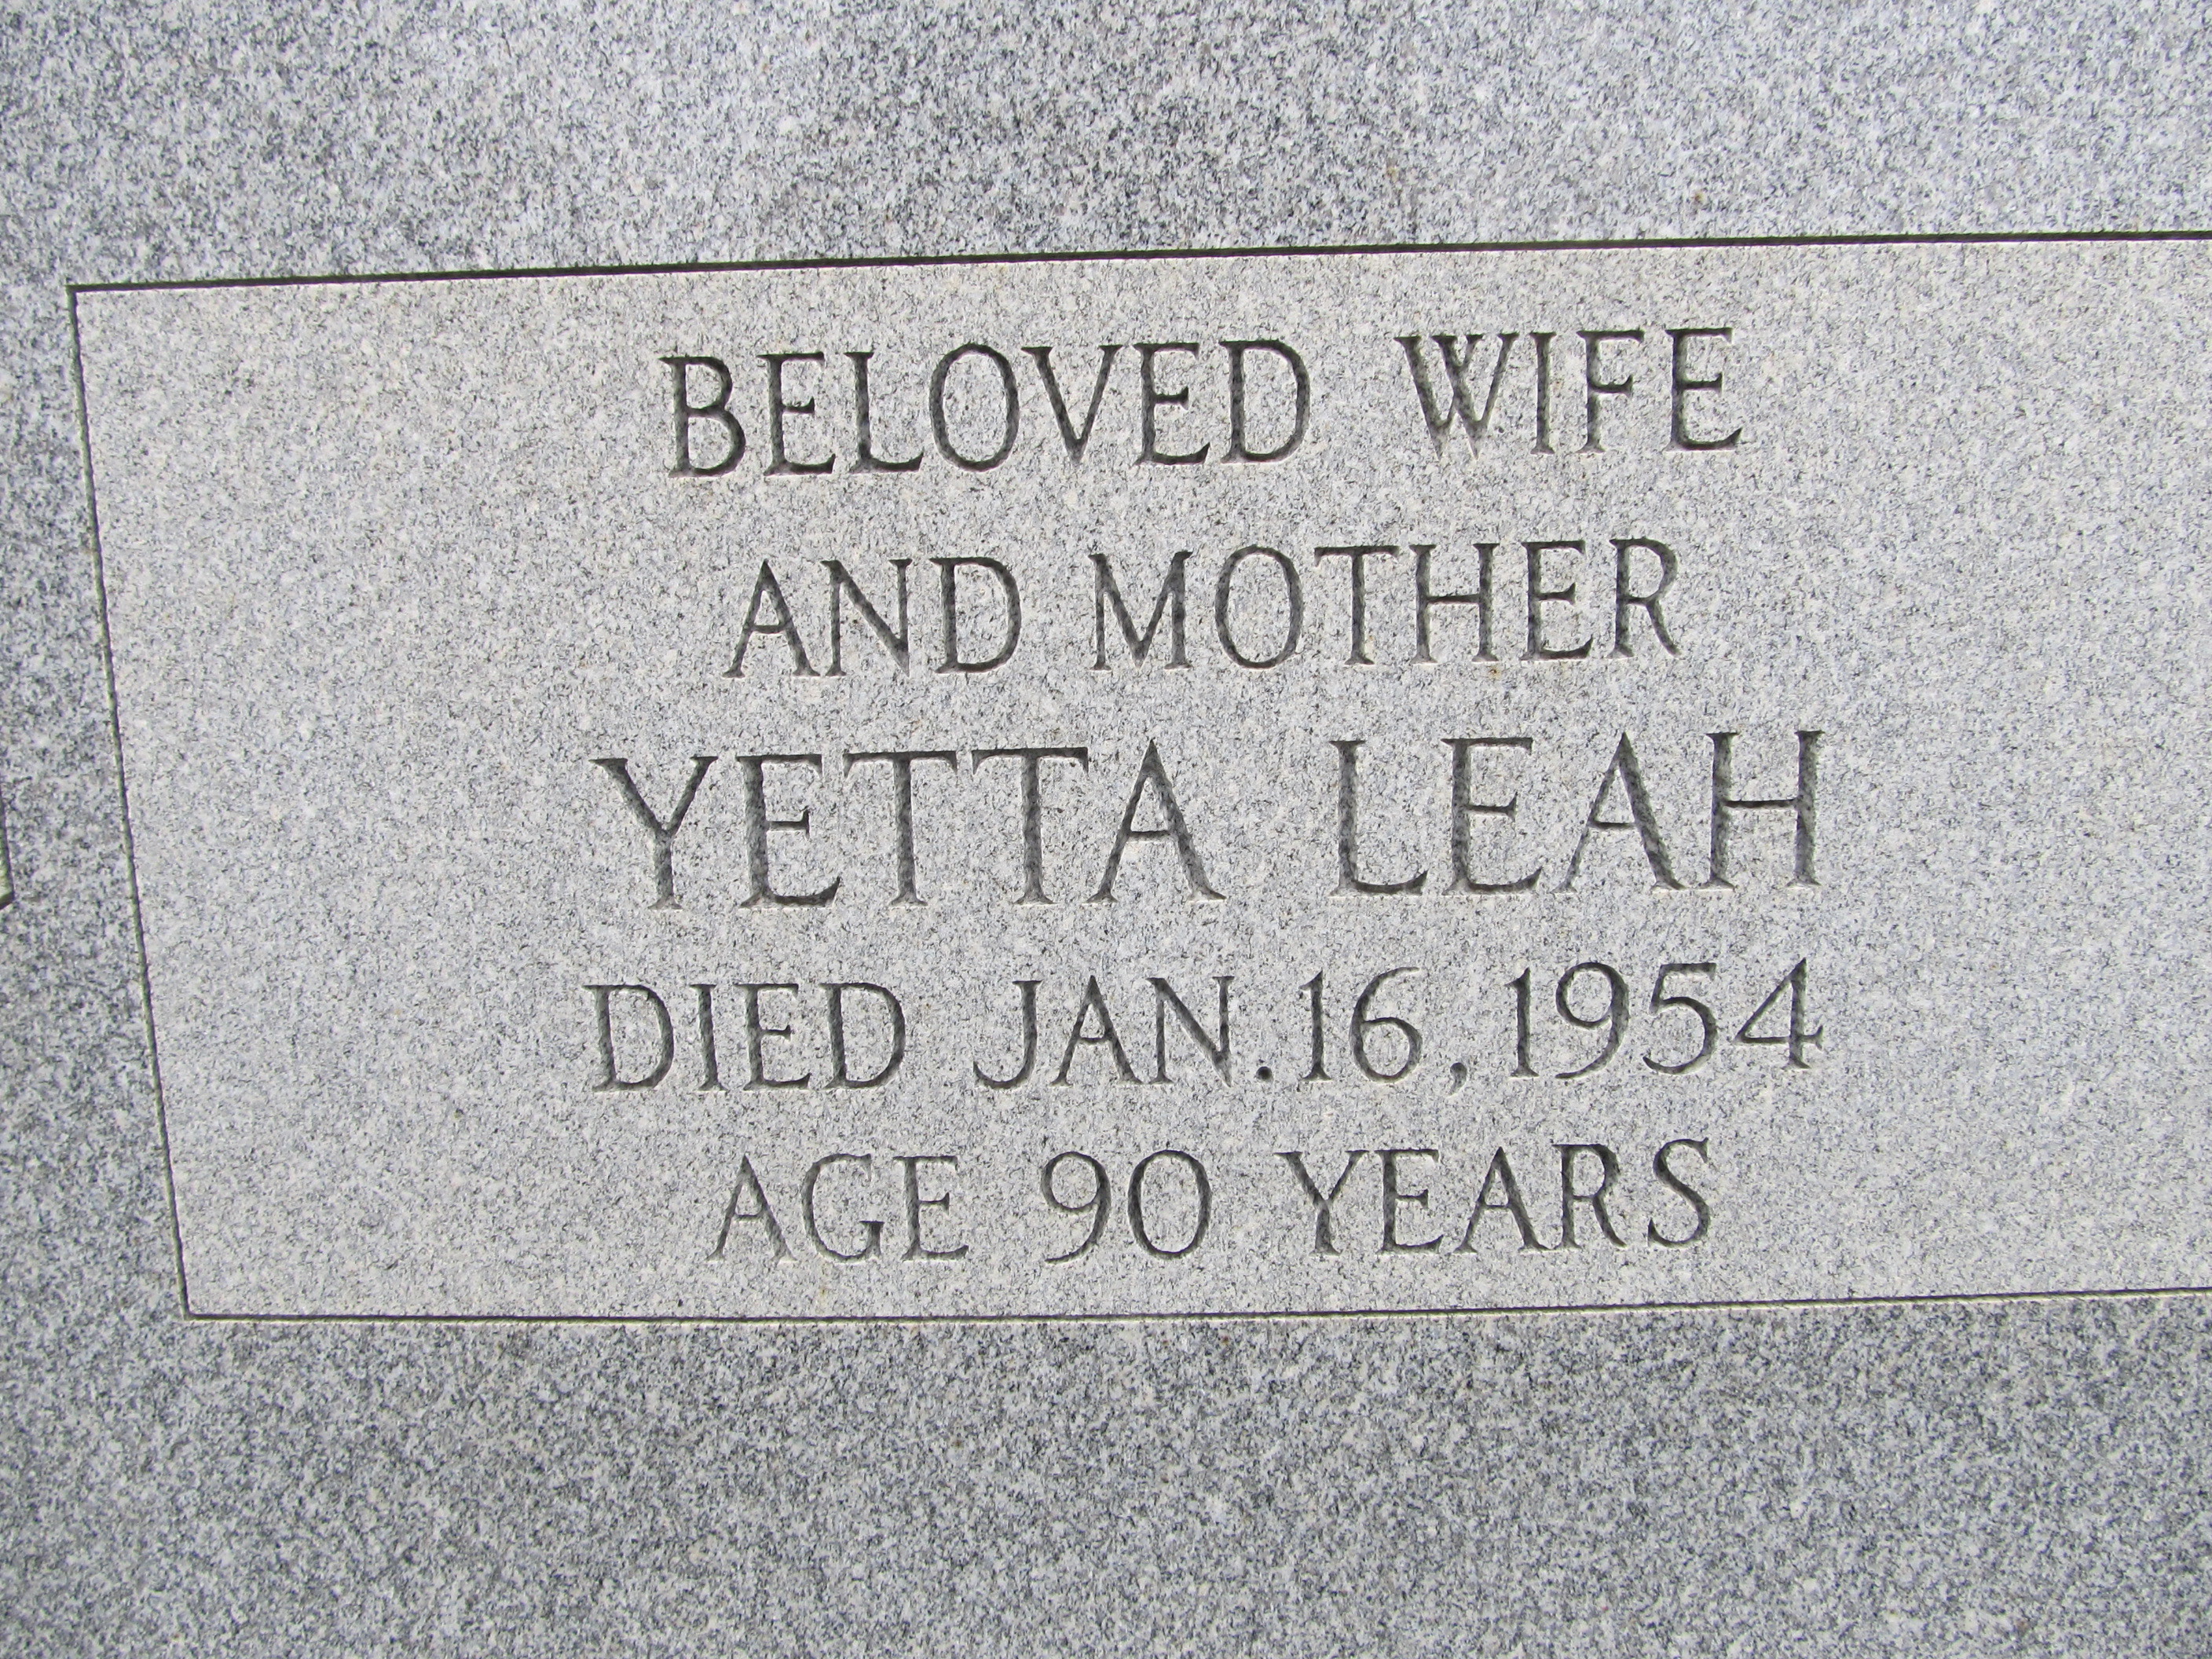 BELOVED WIFE
AND MOTHER
YETTA LEAH
DIED JAN. 16, 1954
AGE 90 YEARS